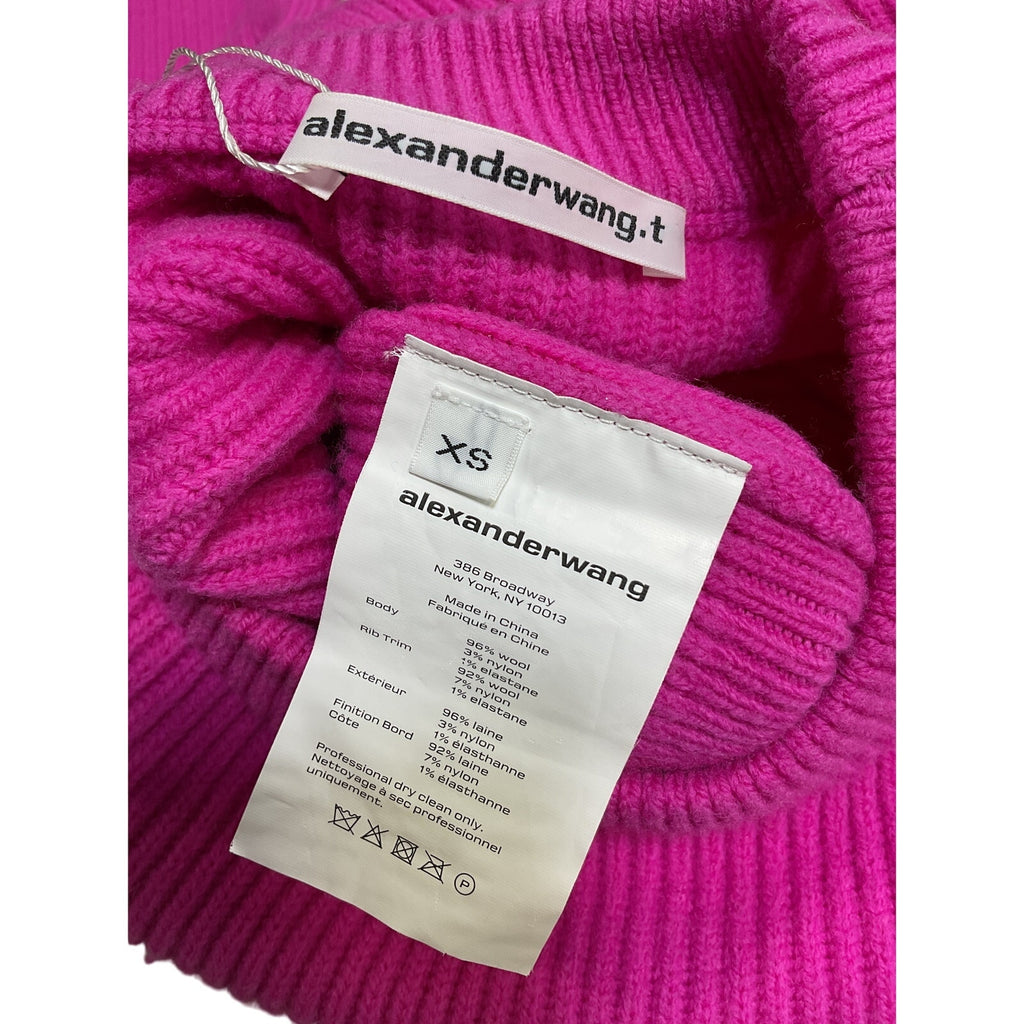 alexanderwang.t
XS
alexanderwang
386 Broadway
New York, NY 10013
Made in China
Fabriqué en Chine
Body 96% wool
3% nylon
1% elastane
Rib Trim 92% wool
7% nylon
1% elastane
Extérieur 96% laine
3% nylon
1% élasthanne
Finition Bord 92% laine
Côte 7% nylon
1% élasthanne
Professional dry clean only.
Nettoyage à sec professionnel
uniquement.
P